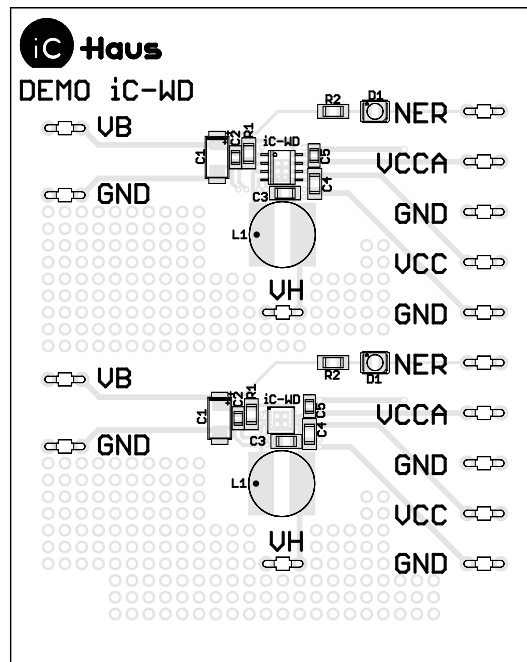 iC Haus
DEMO iC-WD
R2 D1 NER
VB
C1 C2 R1 iC-WD C5 VCCA
GND C3 C4
GND
L1
VCC
VH
GND
R2 D1 NER
VB
C1 C2 R1 iC-WD C5 VCCA
GND C3 C4
GND
L1
VCC
VH
GND